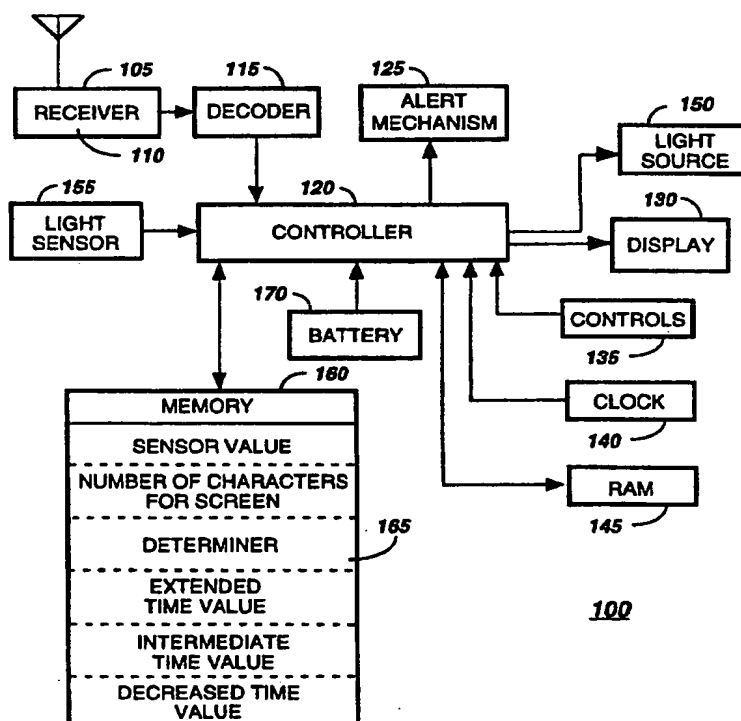 105
RECEIVER
110
115
DECODER
125
ALERT
MECHANISM
150
LIGHT
SOURCE
155
LIGHT
SENSOR
120
CONTROLLER
130
DISPLAY
170
BATTERY
CONTROLS
135
CLOCK
140
RAM
145
160
MEMORY
SENSOR VALUE
NUMBER OF CHARACTERS
FOR SCREEN
DETERMINER
165
EXTENDED
TIME VALUE
INTERMEDIATE
TIME VALUE
DECREASED TIME
VALUE
100